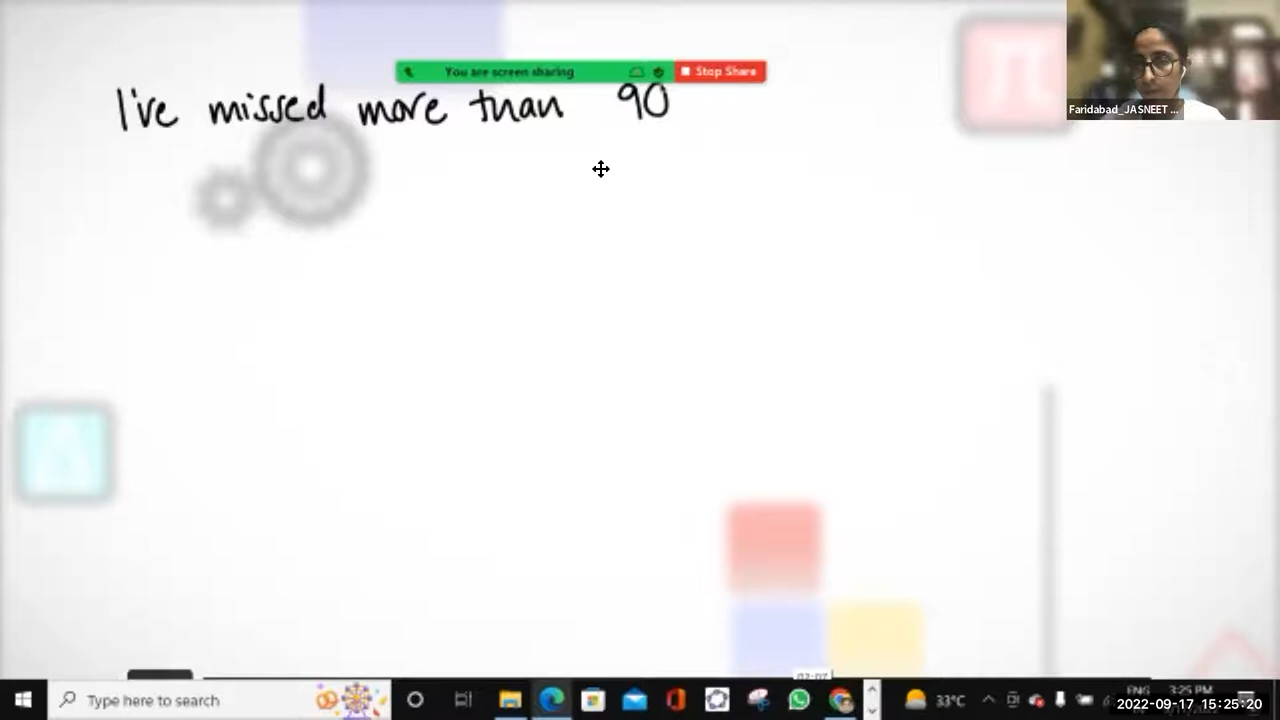 You are screen sharing
Stop Share
I've missed more than 90
Faridabad_JASNEET ...
Type here to search
33°C
ENG
3:25 PM
2022-09-17 15:25:20